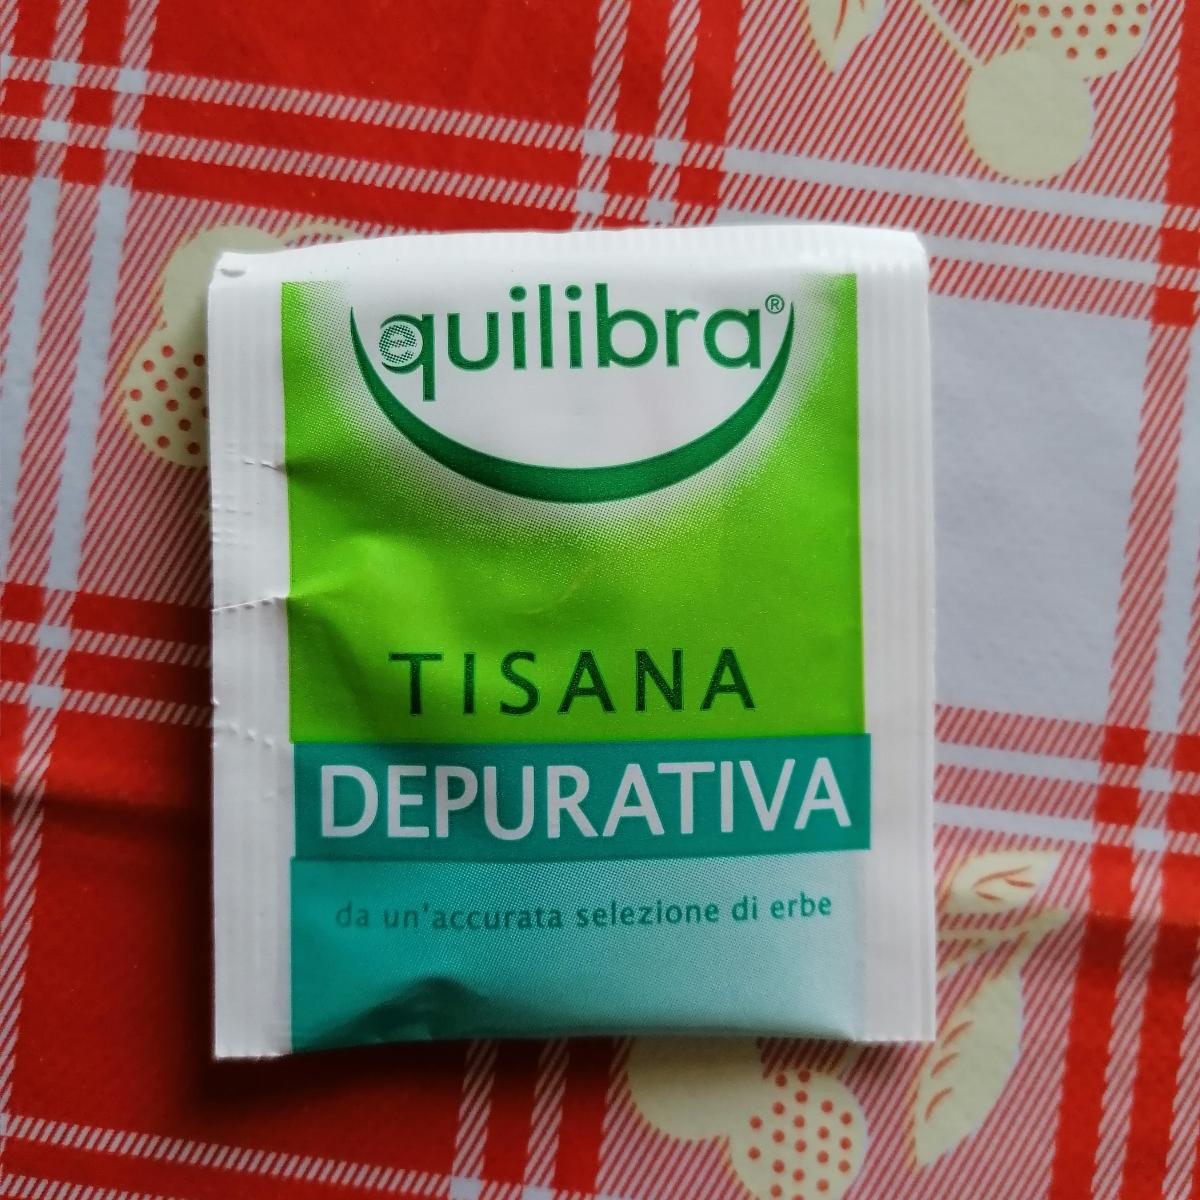 equilibra®
TISANA
DEPURATIVA
da un'accurata selezione di erbe